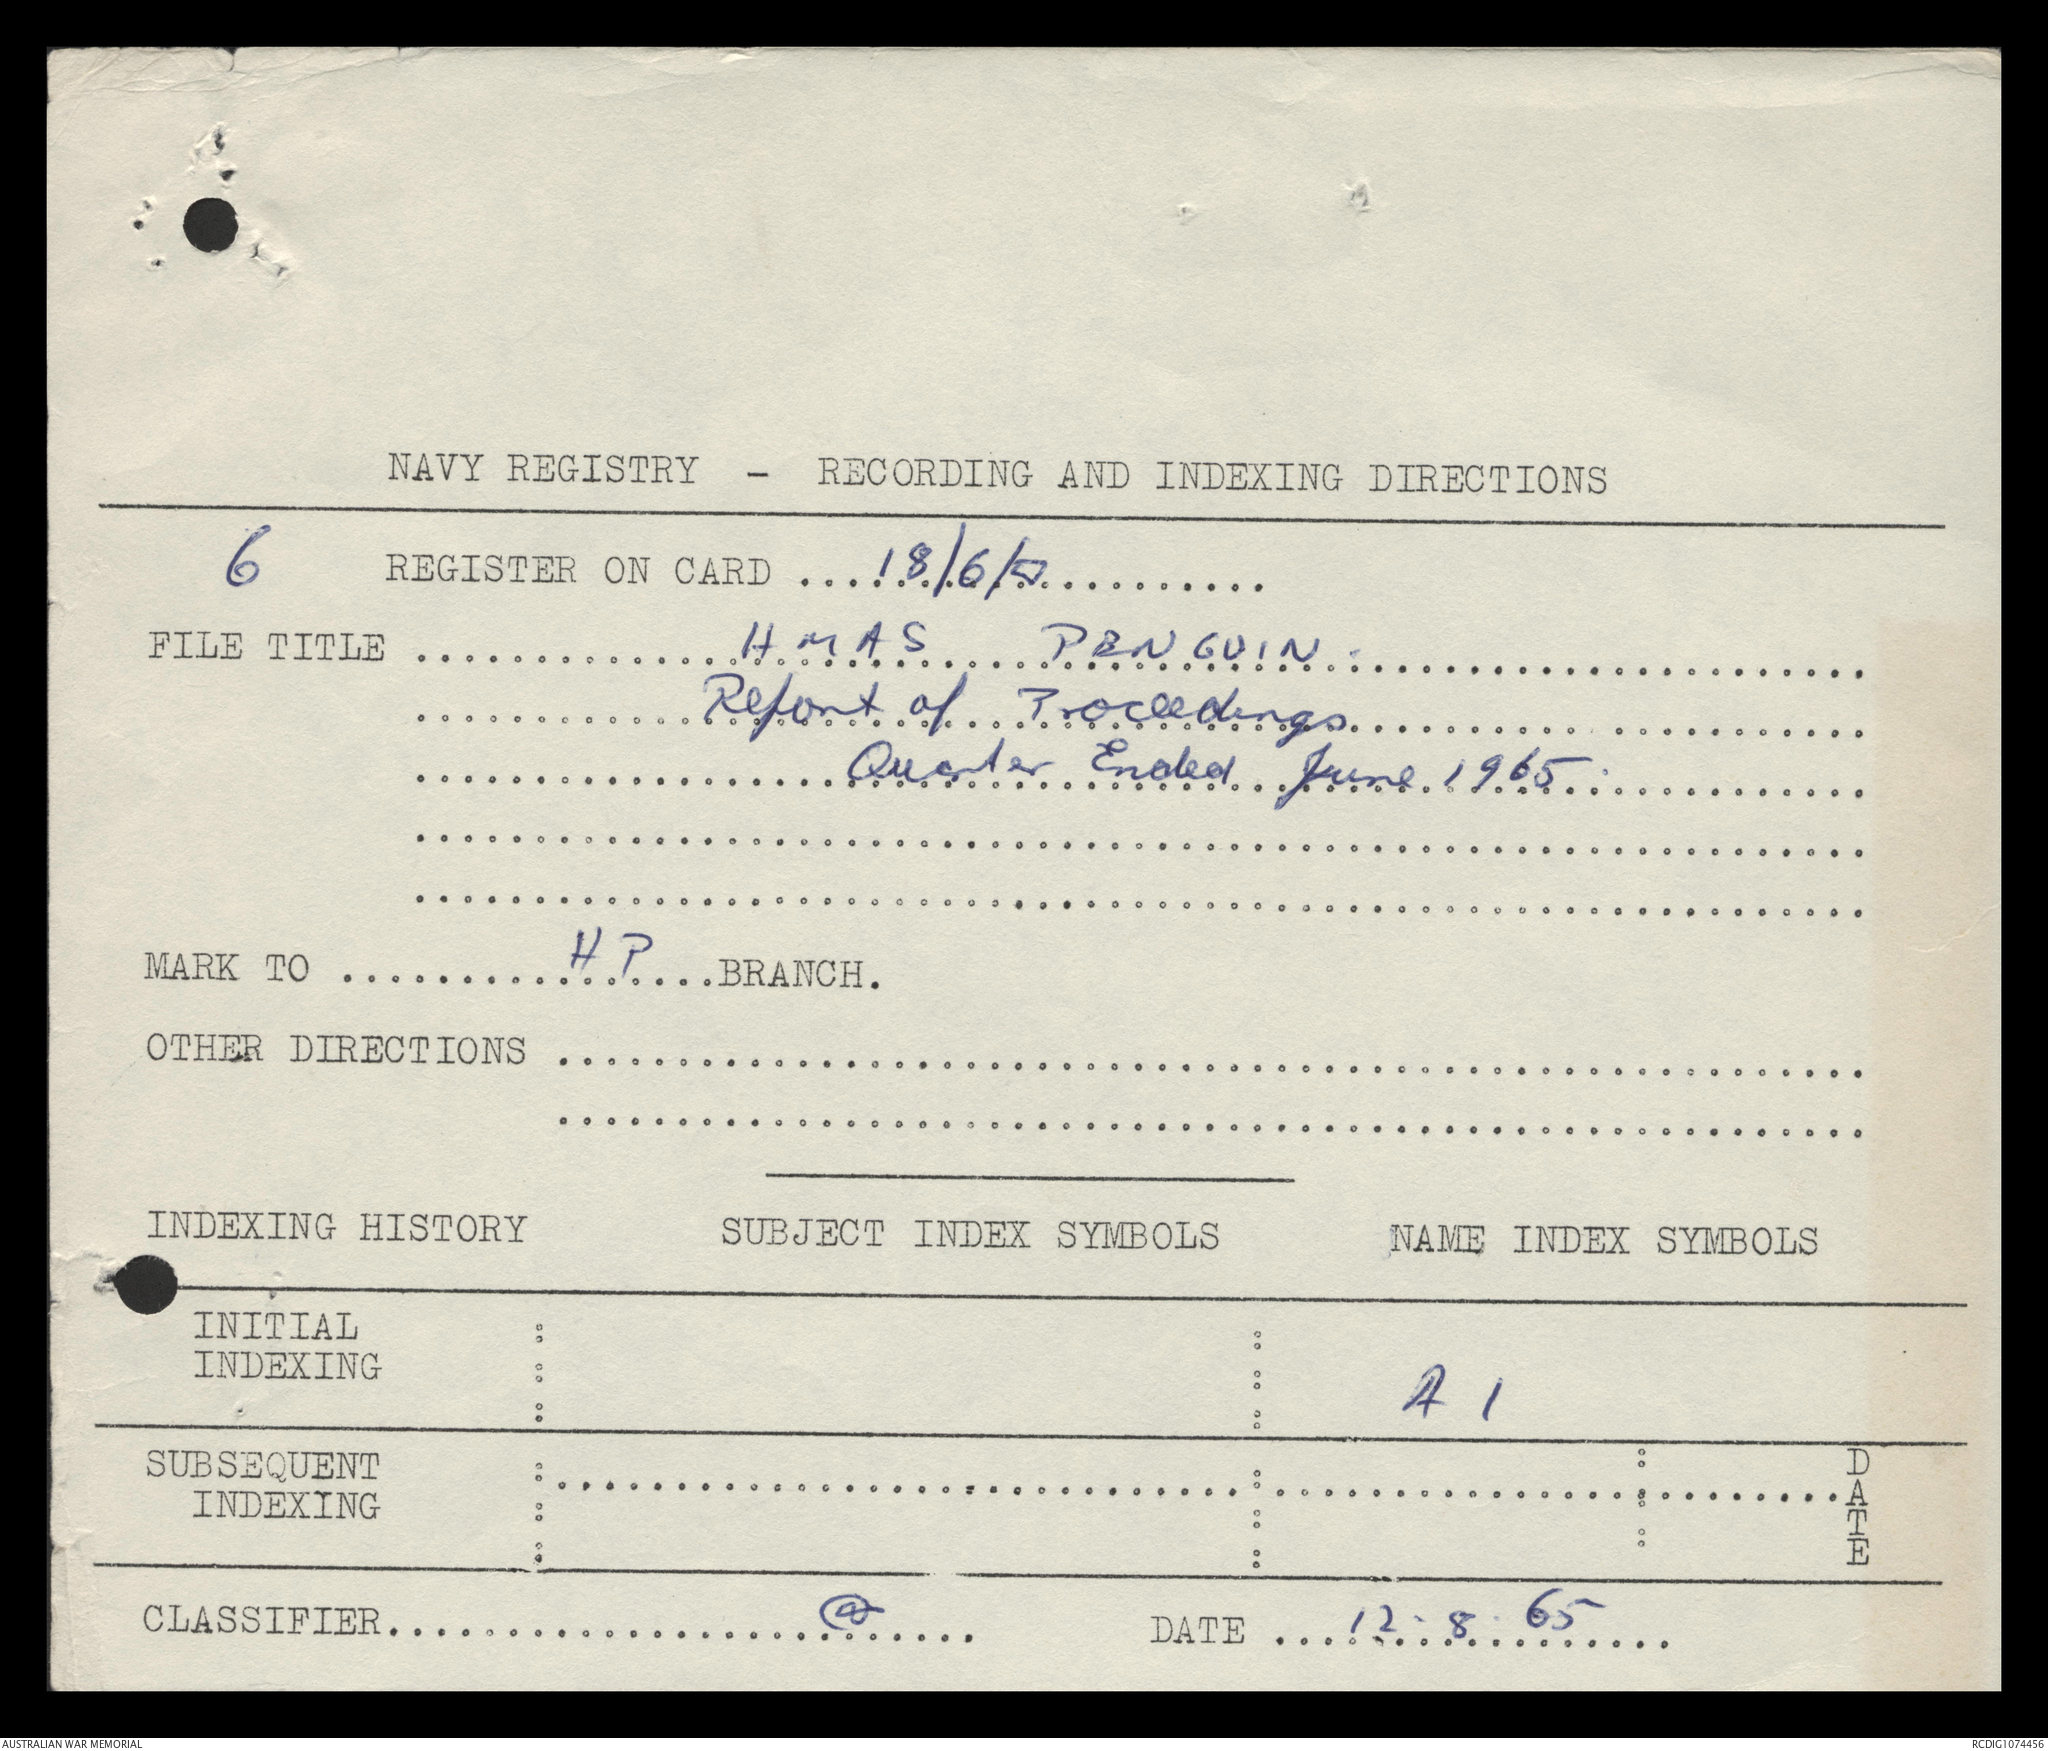 NAVY REGISTRY - RECORDING AND INDEXING DIRECTIONS
6 REGISTER ON CARD ....18/6/..........
FILE TITLE .............HMAS PENGUIN.............
Report of Proceedings
Quarter Ended June 1965.
MARK TO ..........HP....BRANCH.
OTHER DIRECTIONS ..............................
INDEXING HISTORY SUBJECT INDEX SYMBOLS NAME INDEX SYMBOLS
INITIAL
INDEXING A 1
SUBSEQUENT DATE
INDEXING
CLASSIFIER......................... DATE ...12.8.65....
AUSTRALIAN WAR MEMORIAL RCDIG1074456